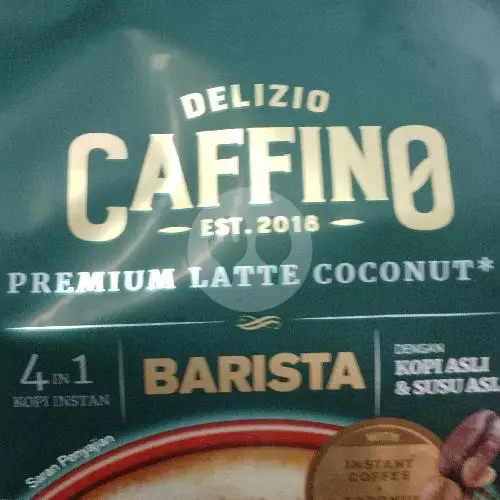 DELIZIO
CAFFINO
EST. 2018
PREMIUM LATTE COCONUT*
4 IN 1
KOPI INSTAN
BARISTA
DENGAN
KOPI ASLI
& SUSU ASL
Saran Penyajian
INSTANT
COFFEE